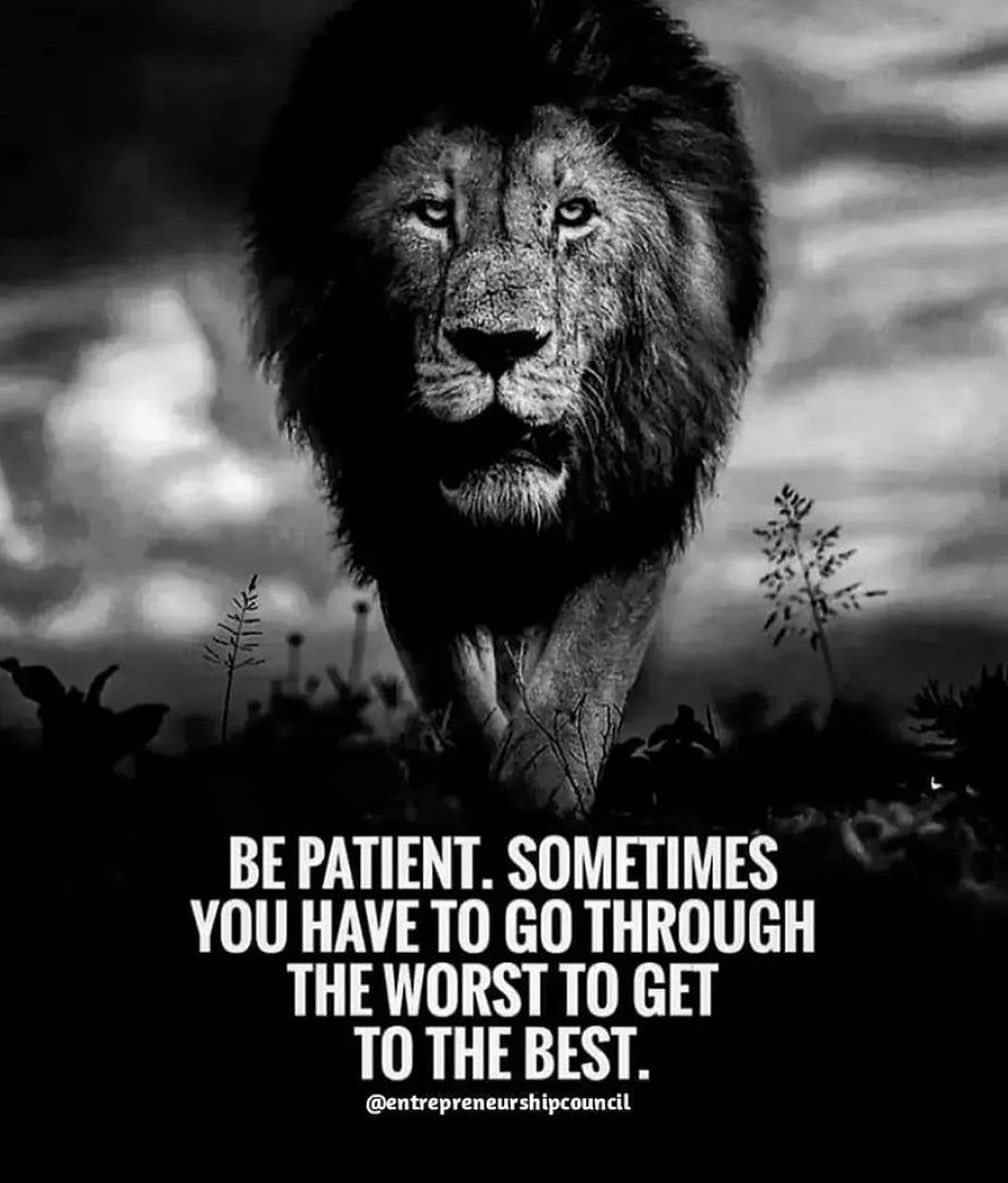 BE PATIENT. SOMETIMES
YOU HAVE TO GO THROUGH
THE WORST TO GET
TO THE BEST.
@entrepreneurshipcouncil